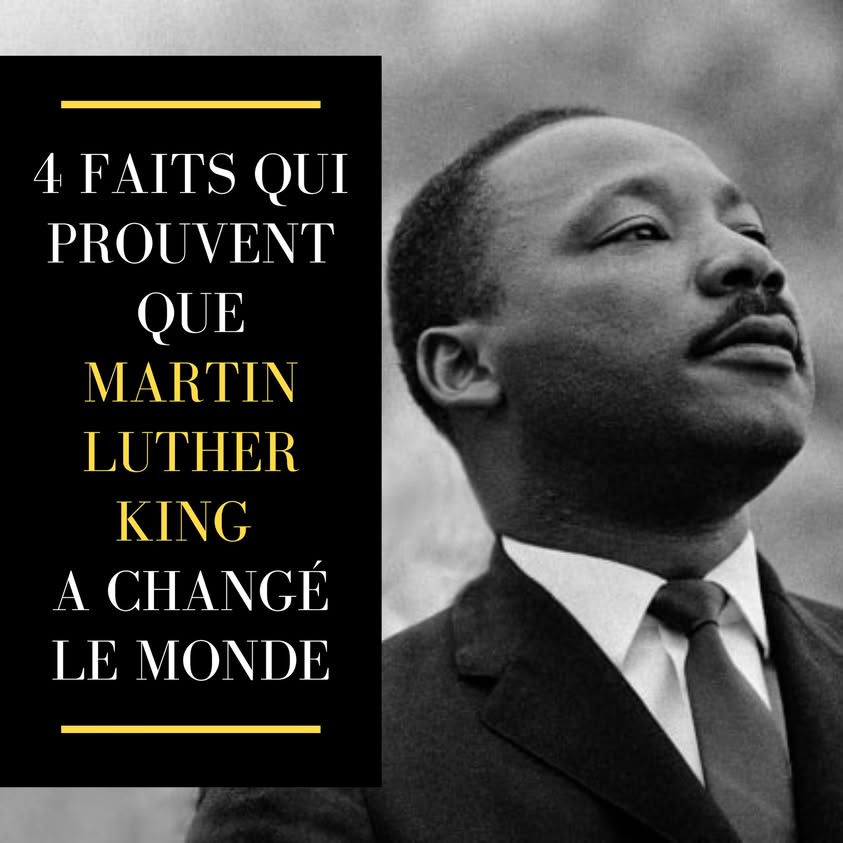 4 FAITS QUI
PROUVENT
QUE
MARTIN
LUTHER
KING
A CHANGÉ
LE MONDE